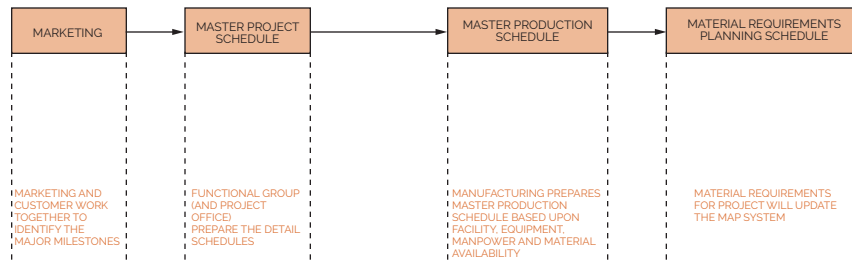 MARKETING
MASTER PROJECT
SCHEDULE
MASTER PRODUCTION
SCHEDULE
MATERIAL REQUIREMENTS
PLANNING SCHEDULE
MARKETING AND
CUSTOMER WORK
TOGETHER TO
IDENTIFY THE
MAJOR MILESTONES
FUNCTIONAL GROUP
(AND PROJECT
OFFICE)
PREPARE THE DETAIL
SCHEDULES
MANUFACTURING PREPARES
MASTER PRODUCTION
SCHEDULE BASED UPON
FACILITY, EQUIPMENT,
MANPOWER AND MATERIAL
AVAILABILITY
MATERIAL REQUIREMENTS
FOR PROJECT WILL UPDATE
THE MAP SYSTEM